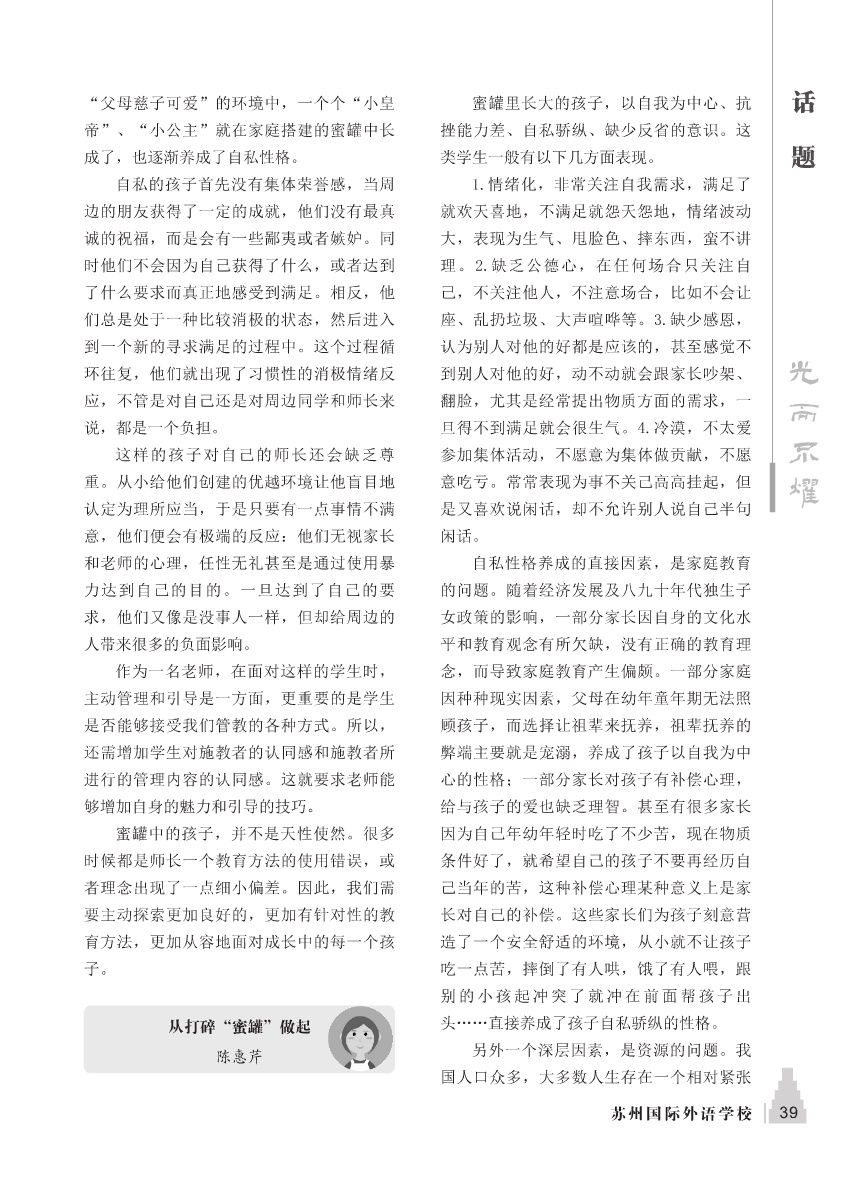 “父母慈子可爱”的环境中，一个个“小皇
帝”、“小公主”就在家庭搭建的蜜罐中长
成了，也逐渐养成了自私性格。
自私的孩子首先没有集体荣誉感，当周
边的朋友获得了一定的成就，他们没有最真
诚的祝福，而是会有一些鄙夷或者嫉妒。同
时他们不会因为自己获得了什么，或者达到
了什么要求而真正地感受到满足。相反，他
们总是处于一种比较消极的状态，然后进入
到一个新的寻求满足的过程中。这个过程循
环往复，他们就出现了习惯性的消极情绪反
应，不管是对自己还是对周边同学和师长来
说，都是一个负担。
这样的孩子对自己的师长还会缺乏尊
重。从小给他们创建的优越环境让他盲目地
认定为理所应当，于是只要有一点事情不满
意，他们便会有极端的反应：他们无视家长
和老师的心理，任性无礼甚至是通过使用暴
力达到自己的目的。一旦达到了自己的要
求，他们又像是没事人一样，但却给周边的
人带来很多的负面影响。
作为一名老师，在面对这样的学生时，
主动管理和引导是一方面，更重要的是学生
是否能够接受我们管教的各种方式。所以，
还需增加学生对施教者的认同感和施教者所
进行的管理内容的认同感。这就要求老师能
够增加自身的魅力和引导的技巧。
蜜罐中的孩子，并不是天性使然。很多
时候都是师长一个教育方法的使用错误，或
者理念出现了一点细小偏差。因此，我们需
要主动探索更加良好的，更加有针对性的教
育方法，更加从容地面对成长中的每一个孩
子。
从打碎“蜜罐”做起
陈惠芹
蜜罐里长大的孩子，以自我为中心、抗
挫能力差、自私骄纵、缺少反省的意识。这
类学生一般有以下几方面表现。
1.情绪化，非常关注自我需求，满足了
就欢天喜地，不满足就怨天怨地，情绪波动
大，表现为生气、甩脸色、摔东西，蛮不讲
理。2.缺乏公德心，在任何场合只关注自
己，不关注他人，不注意场合，比如不会让
座、乱扔垃圾、大声喧哗等。3.缺少感恩，
认为别人对他的好都是应该的，甚至感觉不
到别人对他的好，动不动就会跟家长吵架、
翻脸，尤其是经常提出物质方面的需求，一
旦得不到满足就会很生气。4.冷漠，不太爱
参加集体活动，不愿意为集体做贡献，不愿
意吃亏。常常表现为事不关己高高挂起，但
是又喜欢说闲话，却不允许别人说自己半句
闲话。
自私性格养成的直接因素，是家庭教育
的问题。随着经济发展及八九十年代独生子
女政策的影响，一部分家长因自身的文化水
平和教育观念有所欠缺，没有正确的教育理
念，而导致家庭教育产生偏颇。一部分家庭
因种种现实因素，父母在幼年童年期无法照
顾孩子，而选择让祖辈来抚养，祖辈抚养的
弊端主要就是宠溺，养成了孩子以自我为中
心的性格；一部分家长对孩子有补偿心理，
给与孩子的爱也缺乏理智。甚至有很多家长
因为自己年幼年轻时吃了不少苦，现在物质
条件好了，就希望自己的孩子不要再经历自
己当年的苦，这种补偿心理某种意义上是家
长对自己的补偿。这些家长们为孩子刻意营
造了一个安全舒适的环境，从小就不让孩子
吃一点苦，摔倒了有人哄，饿了有人喂，跟
别的小孩起冲突了就冲在前面帮孩子出
头……直接养成了孩子自私骄纵的性格。
另外一个深层因素，是资源的问题。我
国人口众多，大多数人生存在一个相对紧张
话题
光而不耀
苏州国际外语学校
39